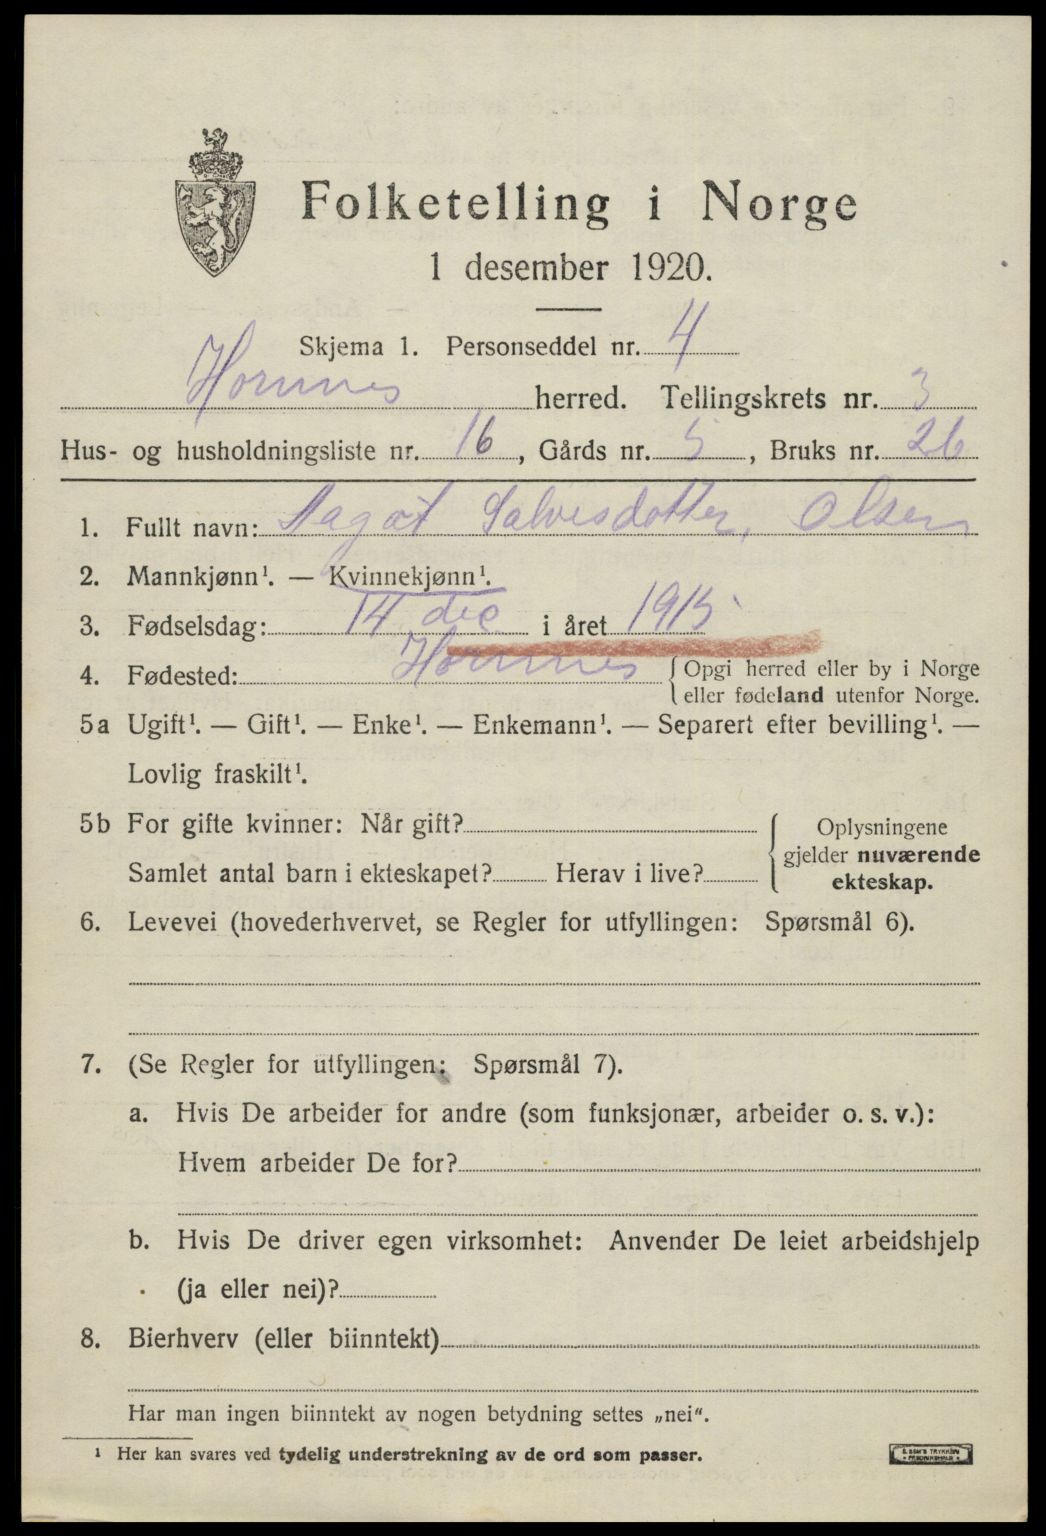 Folketelling i Norge
1 desember 1920.
Skjema 1. Personseddel nr. 4
Hornnes herred. Tellingskrets nr. 3
Hus- og husholdningsliste nr. 16, Gårds nr. 5, Bruks nr. 26
1. Fullt navn: Aagot Salvesdotter, Olsen
2. Mannkjønn¹. — Kvinnekjønn¹.
3. Fødselsdag: 14 dec i året 1915
4. Fødested: Hornnes {Opgi herred eller by i Norge
eller fødeland utenfor Norge.
5a Ugift¹. — Gift¹. — Enke¹. — Enkemann¹. — Separert efter bevilling¹. —
Lovlig fraskilt¹.
5b For gifte kvinner: Når gift?
Samlet antal barn i ekteskapet? Herav i live?
Oplysningene
gjelder nuværende
ekteskap.
6. Levevei (hovederhvervet, se Regler for utfyllingen: Spørsmål 6).
7. (Se Regler for utfyllingen: Spørsmål 7).
a. Hvis De arbeider for andre (som funksjonær, arbeider o. s. v.):
Hvem arbeider De for?
b. Hvis De driver egen virksomhet: Anvender De leiet arbeidshjelp
(ja eller nei)?
8. Bierhverv (eller biinntekt)
Har man ingen biinntekt av nogen betydning settes „nei“.
¹ Her kan svares ved tydelig understrekning av de ord som passer.